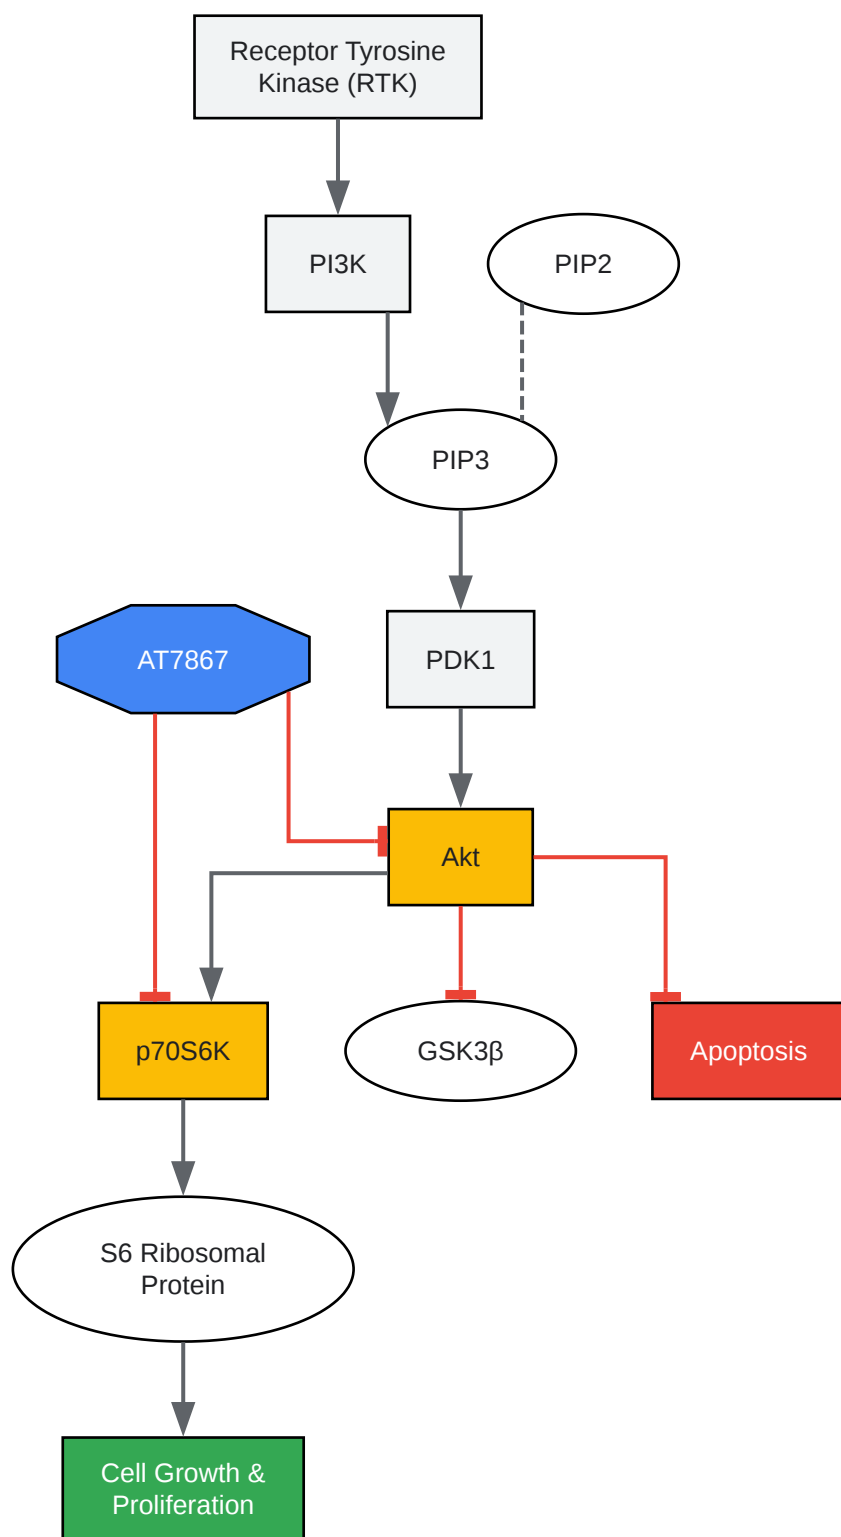 Receptor Tyrosine
Kinase (RTK)
PI3K
PIP2
PIP3
AT7867
PDK1
Akt
p70S6K
GSK3β
Apoptosis
S6 Ribosomal
Protein
Cell Growth &
Proliferation